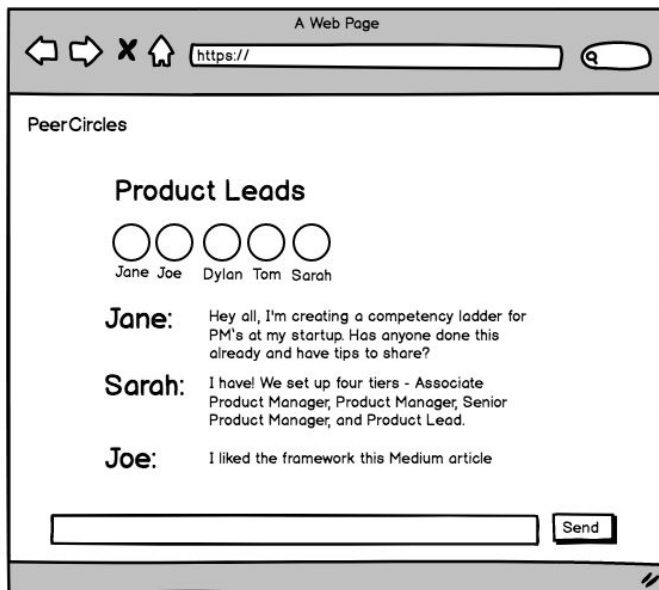 A Web Page
https://
PeerCircles
Product Leads
Jane Joe Dylan Tom Sarah
Jane: Hey all, I'm creating a competency ladder for
PM's at my startup. Has anyone done this
already and have tips to share?
Sarah: I have! We set up four tiers - Associate
Product Manager, Product Manager, Senior
Product Manager, and Product Lead.
Joe: I liked the framework this Medium article
Send